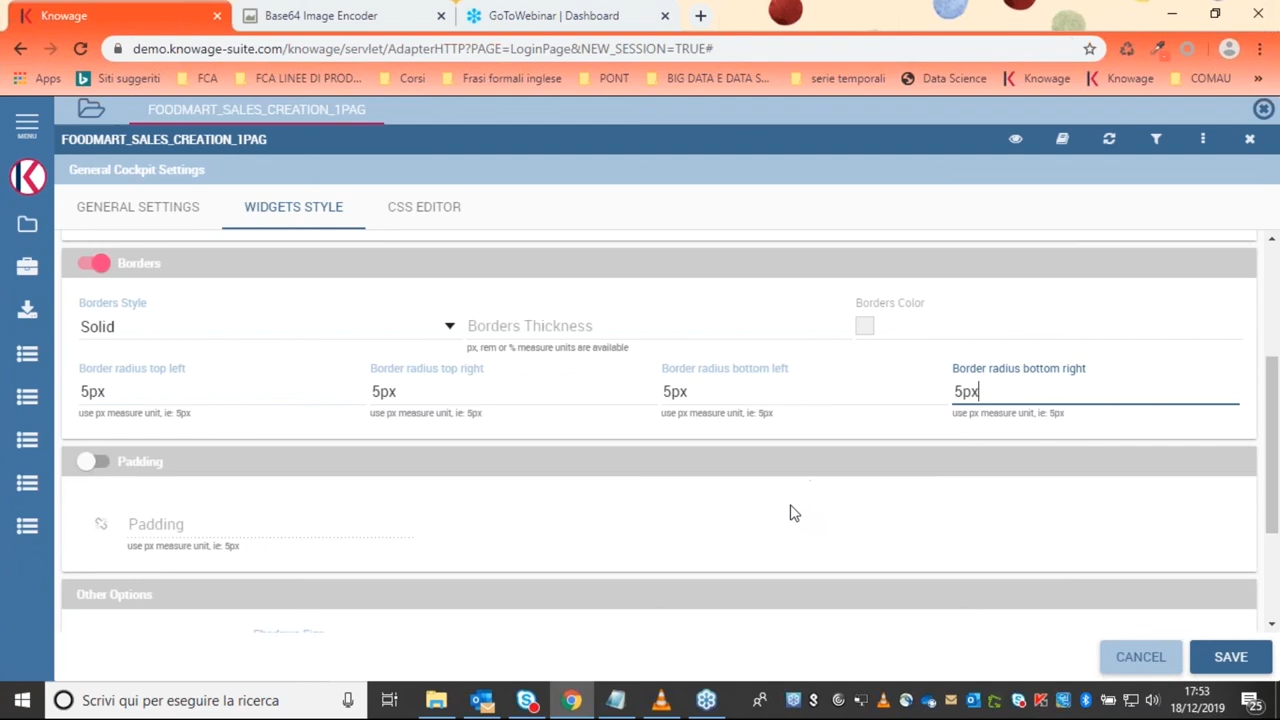 Knowage
Base64 Image Encoder
GoToWebinar | Dashboard
demo.knowage-suite.com/knowage/servlet/AdapterHTTP?PAGE=LoginPage&NEW_SESSION=TRUE#
Apps Siti suggeriti FCA FCA LINEE DI PROD... Corsi Frasi formali inglese PONT BIG DATA E DATA S... serie temporali Data Science Knowage Knowage COMAU »
MENU
FOODMART_SALES_CREATION_1PAG
FOODMART_SALES_CREATION_1PAG
General Cockpit Settings
GENERAL SETTINGS WIDGETS STYLE CSS EDITOR
Borders
Borders Style
Solid
Borders Thickness
px, rem or % measure units are available
Borders Color
Border radius top left Border radius top right Border radius bottom left Border radius bottom right
5px 5px 5px 5px
use px measure unit, ie: 5px use px measure unit, ie: 5px use px measure unit, ie: 5px use px measure unit, ie: 5px
Padding
Padding
use px measure unit, ie: 5px
Other Options
Shadows Size
CANCEL SAVE
Scrivi qui per eseguire la ricerca
17:53
18/12/2019
25